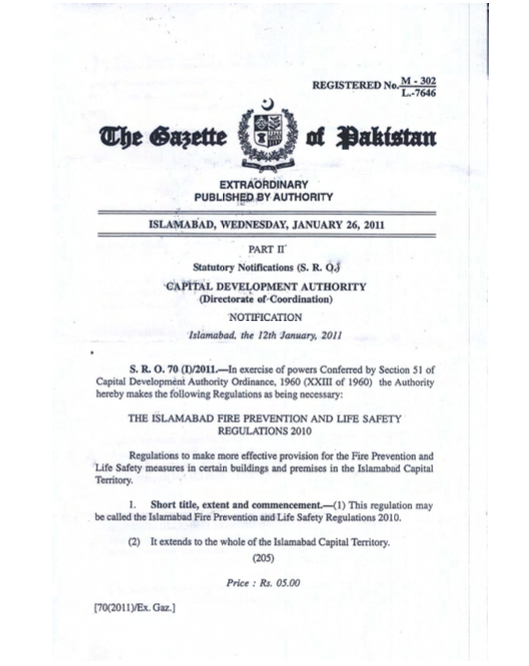 REGISTERED No. M - 302
L.-7646
The Gazette of Pakistan
EXTRAORDINARY
PUBLISHED BY AUTHORITY
ISLAMABAD, WEDNESDAY, JANUARY 26, 2011
PART II
Statutory Notifications (S. R. O.)
CAPITAL DEVELOPMENT AUTHORITY
(Directorate of Coordination)
NOTIFICATION
Islamabad, the 12th January, 2011
S. R. O. 70 (I)/2011.—In exercise of powers Conferred by Section 51 of
Capital Development Authority Ordinance, 1960 (XXIII of 1960) the Authority
hereby makes the following Regulations as being necessary:
THE ISLAMABAD FIRE PREVENTION AND LIFE SAFETY
REGULATIONS 2010
Regulations to make more effective provision for the Fire Prevention and
Life Safety measures in certain buildings and premises in the Islamabad Capital
Territory.
1. Short title, extent and commencement.—(1) This regulation may
be called the Islamabad Fire Prevention and Life Safety Regulations 2010.
(2) It extends to the whole of the Islamabad Capital Territory.
(205)
Price : Rs. 05.00
[70(2011)/Ex. Gaz.]